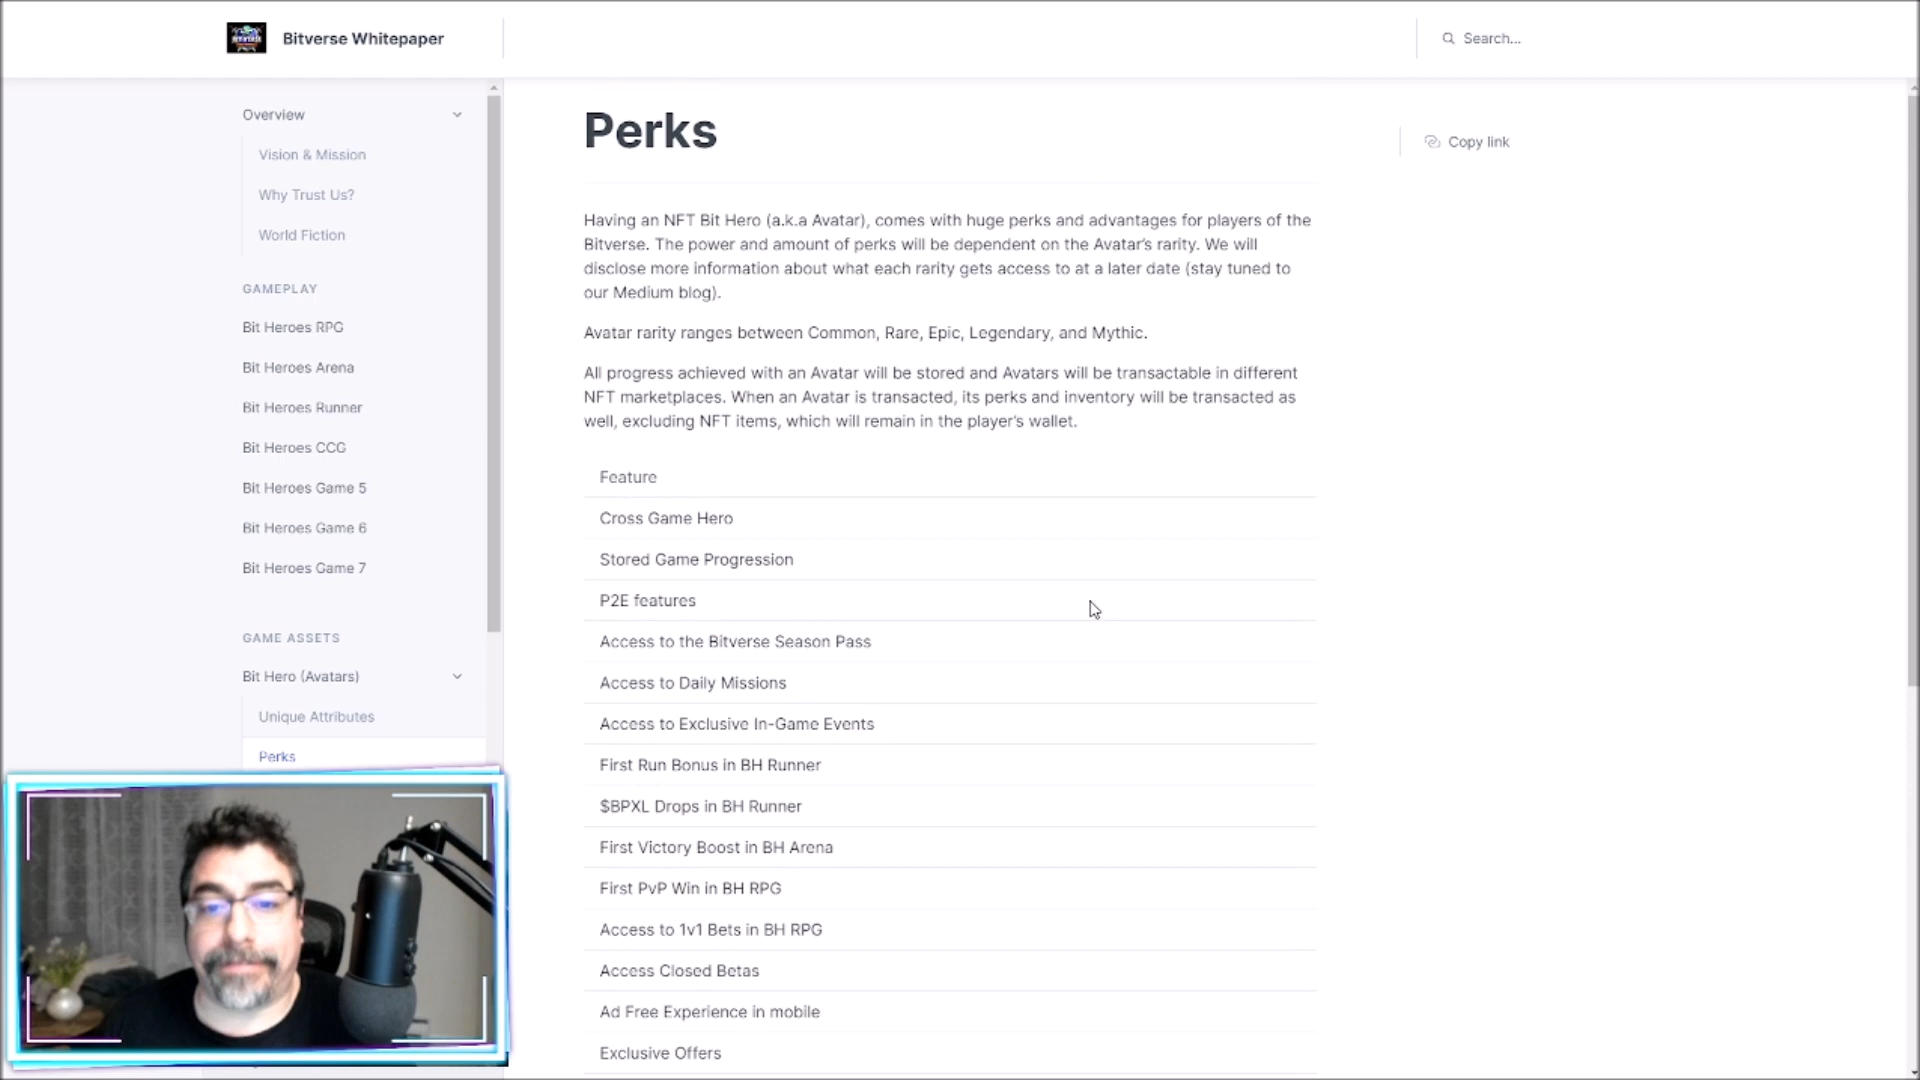 Bitverse Whitepaper
Search...
Overview
Vision & Mission
Why Trust Us?
World Fiction
GAMEPLAY
Bit Heroes RPG
Bit Heroes Arena
Bit Heroes Runner
Bit Heroes CCG
Bit Heroes Game 5
Bit Heroes Game 6
Bit Heroes Game 7
GAME ASSETS
Bit Hero (Avatars)
Unique Attributes
Perks
Perks
Copy link
Having an NFT Bit Hero (a.k.a Avatar), comes with huge perks and advantages for players of the
Bitverse. The power and amount of perks will be dependent on the Avatar's rarity. We will
disclose more information about what each rarity gets access to at a later date (stay tuned to
our Medium blog).
Avatar rarity ranges between Common, Rare, Epic, Legendary, and Mythic.
All progress achieved with an Avatar will be stored and Avatars will be transactable in different
NFT marketplaces. When an Avatar is transacted, its perks and inventory will be transacted as
well, excluding NFT items, which will remain in the player's wallet.
Feature
Cross Game Hero
Stored Game Progression
P2E features
Access to the Bitverse Season Pass
Access to Daily Missions
Access to Exclusive In-Game Events
First Run Bonus in BH Runner
$BPXL Drops in BH Runner
First Victory Boost in BH Arena
First PvP Win in BH RPG
Access to 1v1 Bets in BH RPG
Access Closed Betas
Ad Free Experience in mobile
Exclusive Offers